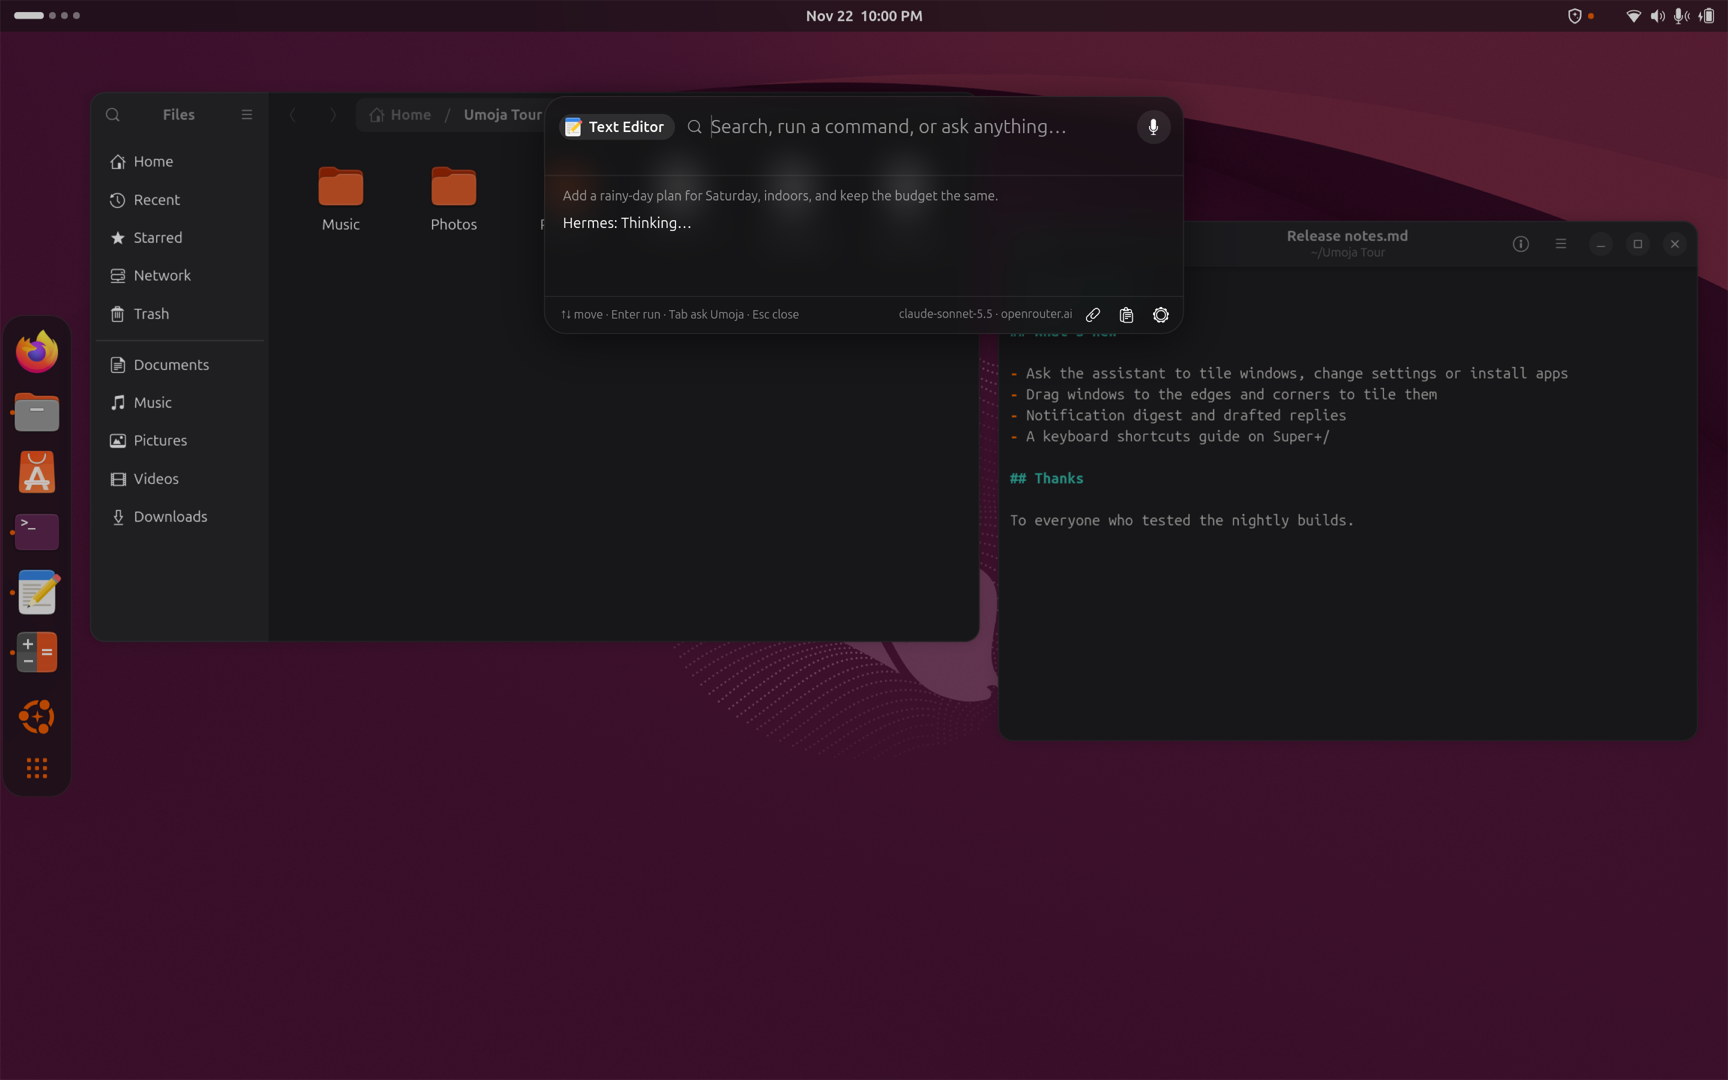 Nov 22 10:00 PM
Files
Home / Umoja Tour
Home
Recent
Starred
Network
Trash
Documents
Music
Pictures
Videos
Downloads
Music
Photos
Text Editor
Search, run a command, or ask anything…
Add a rainy-day plan for Saturday, indoors, and keep the budget the same.
Hermes: Thinking…
↑↓ move · Enter run · Tab ask Umoja · Esc close
claude-sonnet-5.5 · openrouter.ai
Release notes.md
~/Umoja Tour
- Ask the assistant to tile windows, change settings or install apps
- Drag windows to the edges and corners to tile them
- Notification digest and drafted replies
- A keyboard shortcuts guide on Super+/
## Thanks
To everyone who tested the nightly builds.